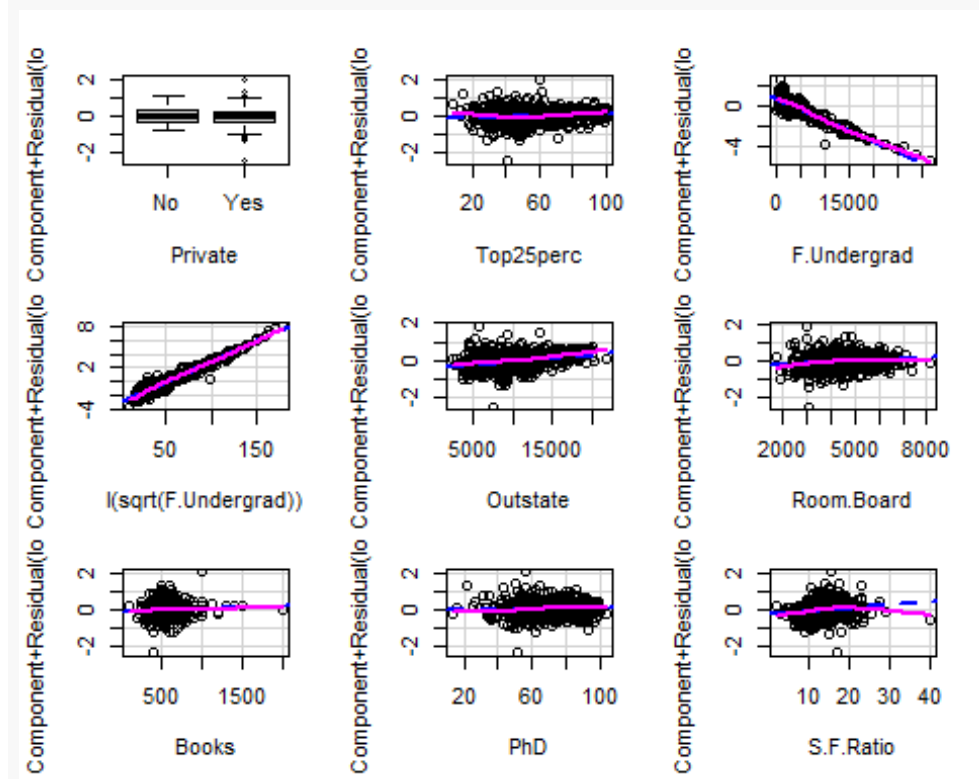 Component+Residual(lo
2
0
-2
No Yes
Private
Component+Residual(lo
2
0
-2
20 60 100
Top25perc
Component+Residual(lo
0
-4
0 15000
F.Undergrad
Component+Residual(lo
8
2
-4
50 150
I(sqrt(F.Undergrad))
Component+Residual(lo
2
0
-2
5000 15000
Outstate
Component+Residual(lo
2
0
-2
2000 5000 8000
Room.Board
Component+Residual(lo
2
0
-2
500 1500
Books
Component+Residual(lo
2
0
-2
20 60 100
PhD
Component+Residual(lo
2
0
-2
10 20 30 40
S.F.Ratio